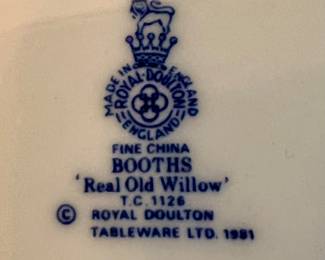 MADE IN ENGLAND
ROYAL DOULTON
ENGLAND
FINE CHINA
BOOTHS
'Real Old Willow'
T.C. 1126
© ROYAL DOULTON
TABLEWARE LTD. 1981